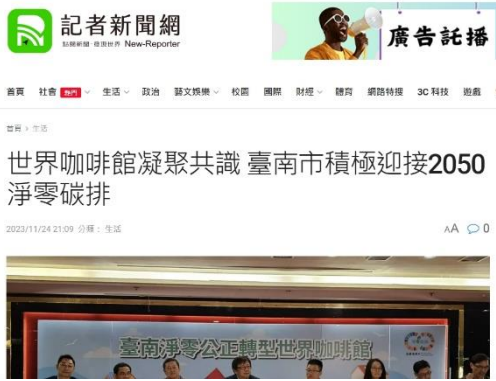 記者新聞網
點閱新聞·發現世界 New-Reporter
廣告託播
首頁 社會 熱門 生活 政治 藝文娛樂 校園 國際 財經 體育 網路特搜 3C 科技 遊戲
首頁 > 生活
世界咖啡館凝聚共識 臺南市積極迎接2050
淨零碳排
2023/11/24 21:09 分類： 生活
AA 0
臺南淨零公正轉型世界咖啡館